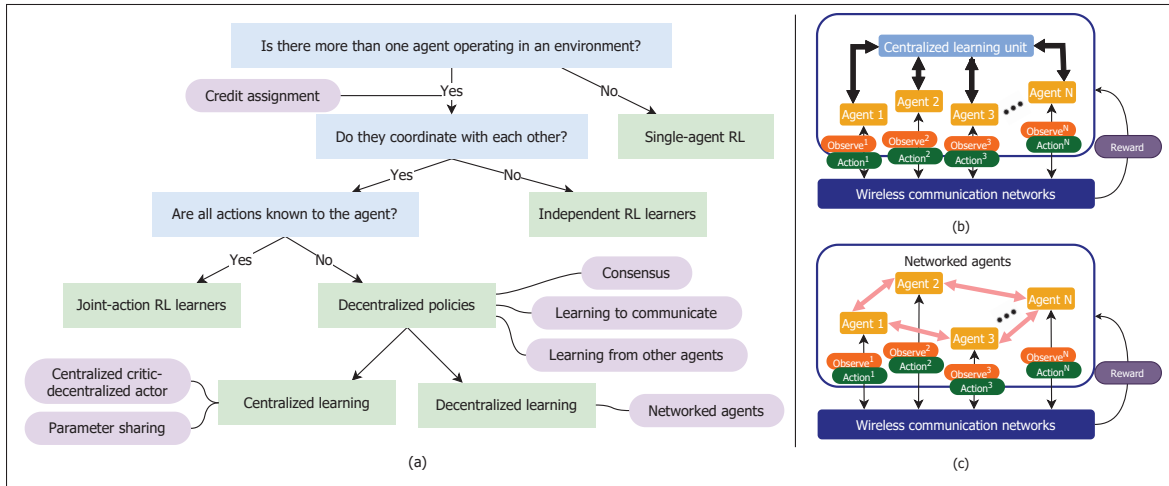 Is there more than one agent operating in an environment?
Credit assignment
Yes
No
Do they coordinate with each other?
Single-agent RL
Yes
No
Are all actions known to the agent?
Independent RL learners
Yes
No
Joint-action RL learners
Decentralized policies
Consensus
Learning to communicate
Learning from other agents
Centralized critic-
decentralized actor
Parameter sharing
Centralized learning
Decentralized learning
Networked agents
(a)
Centralized learning unit
Agent 1
Agent 2
Agent 3
Agent N
Observe¹
Action¹
Observe²
Action²
Observe³
Action³
Observeᴺ
Actionᴺ
Reward
Wireless communication networks
(b)
Networked agents
Agent 2
Agent N
Agent 1
Agent 3
Observe¹
Action¹
Observe²
Action²
Observe³
Action³
Observeᴺ
Actionᴺ
Reward
Wireless communication networks
(c)